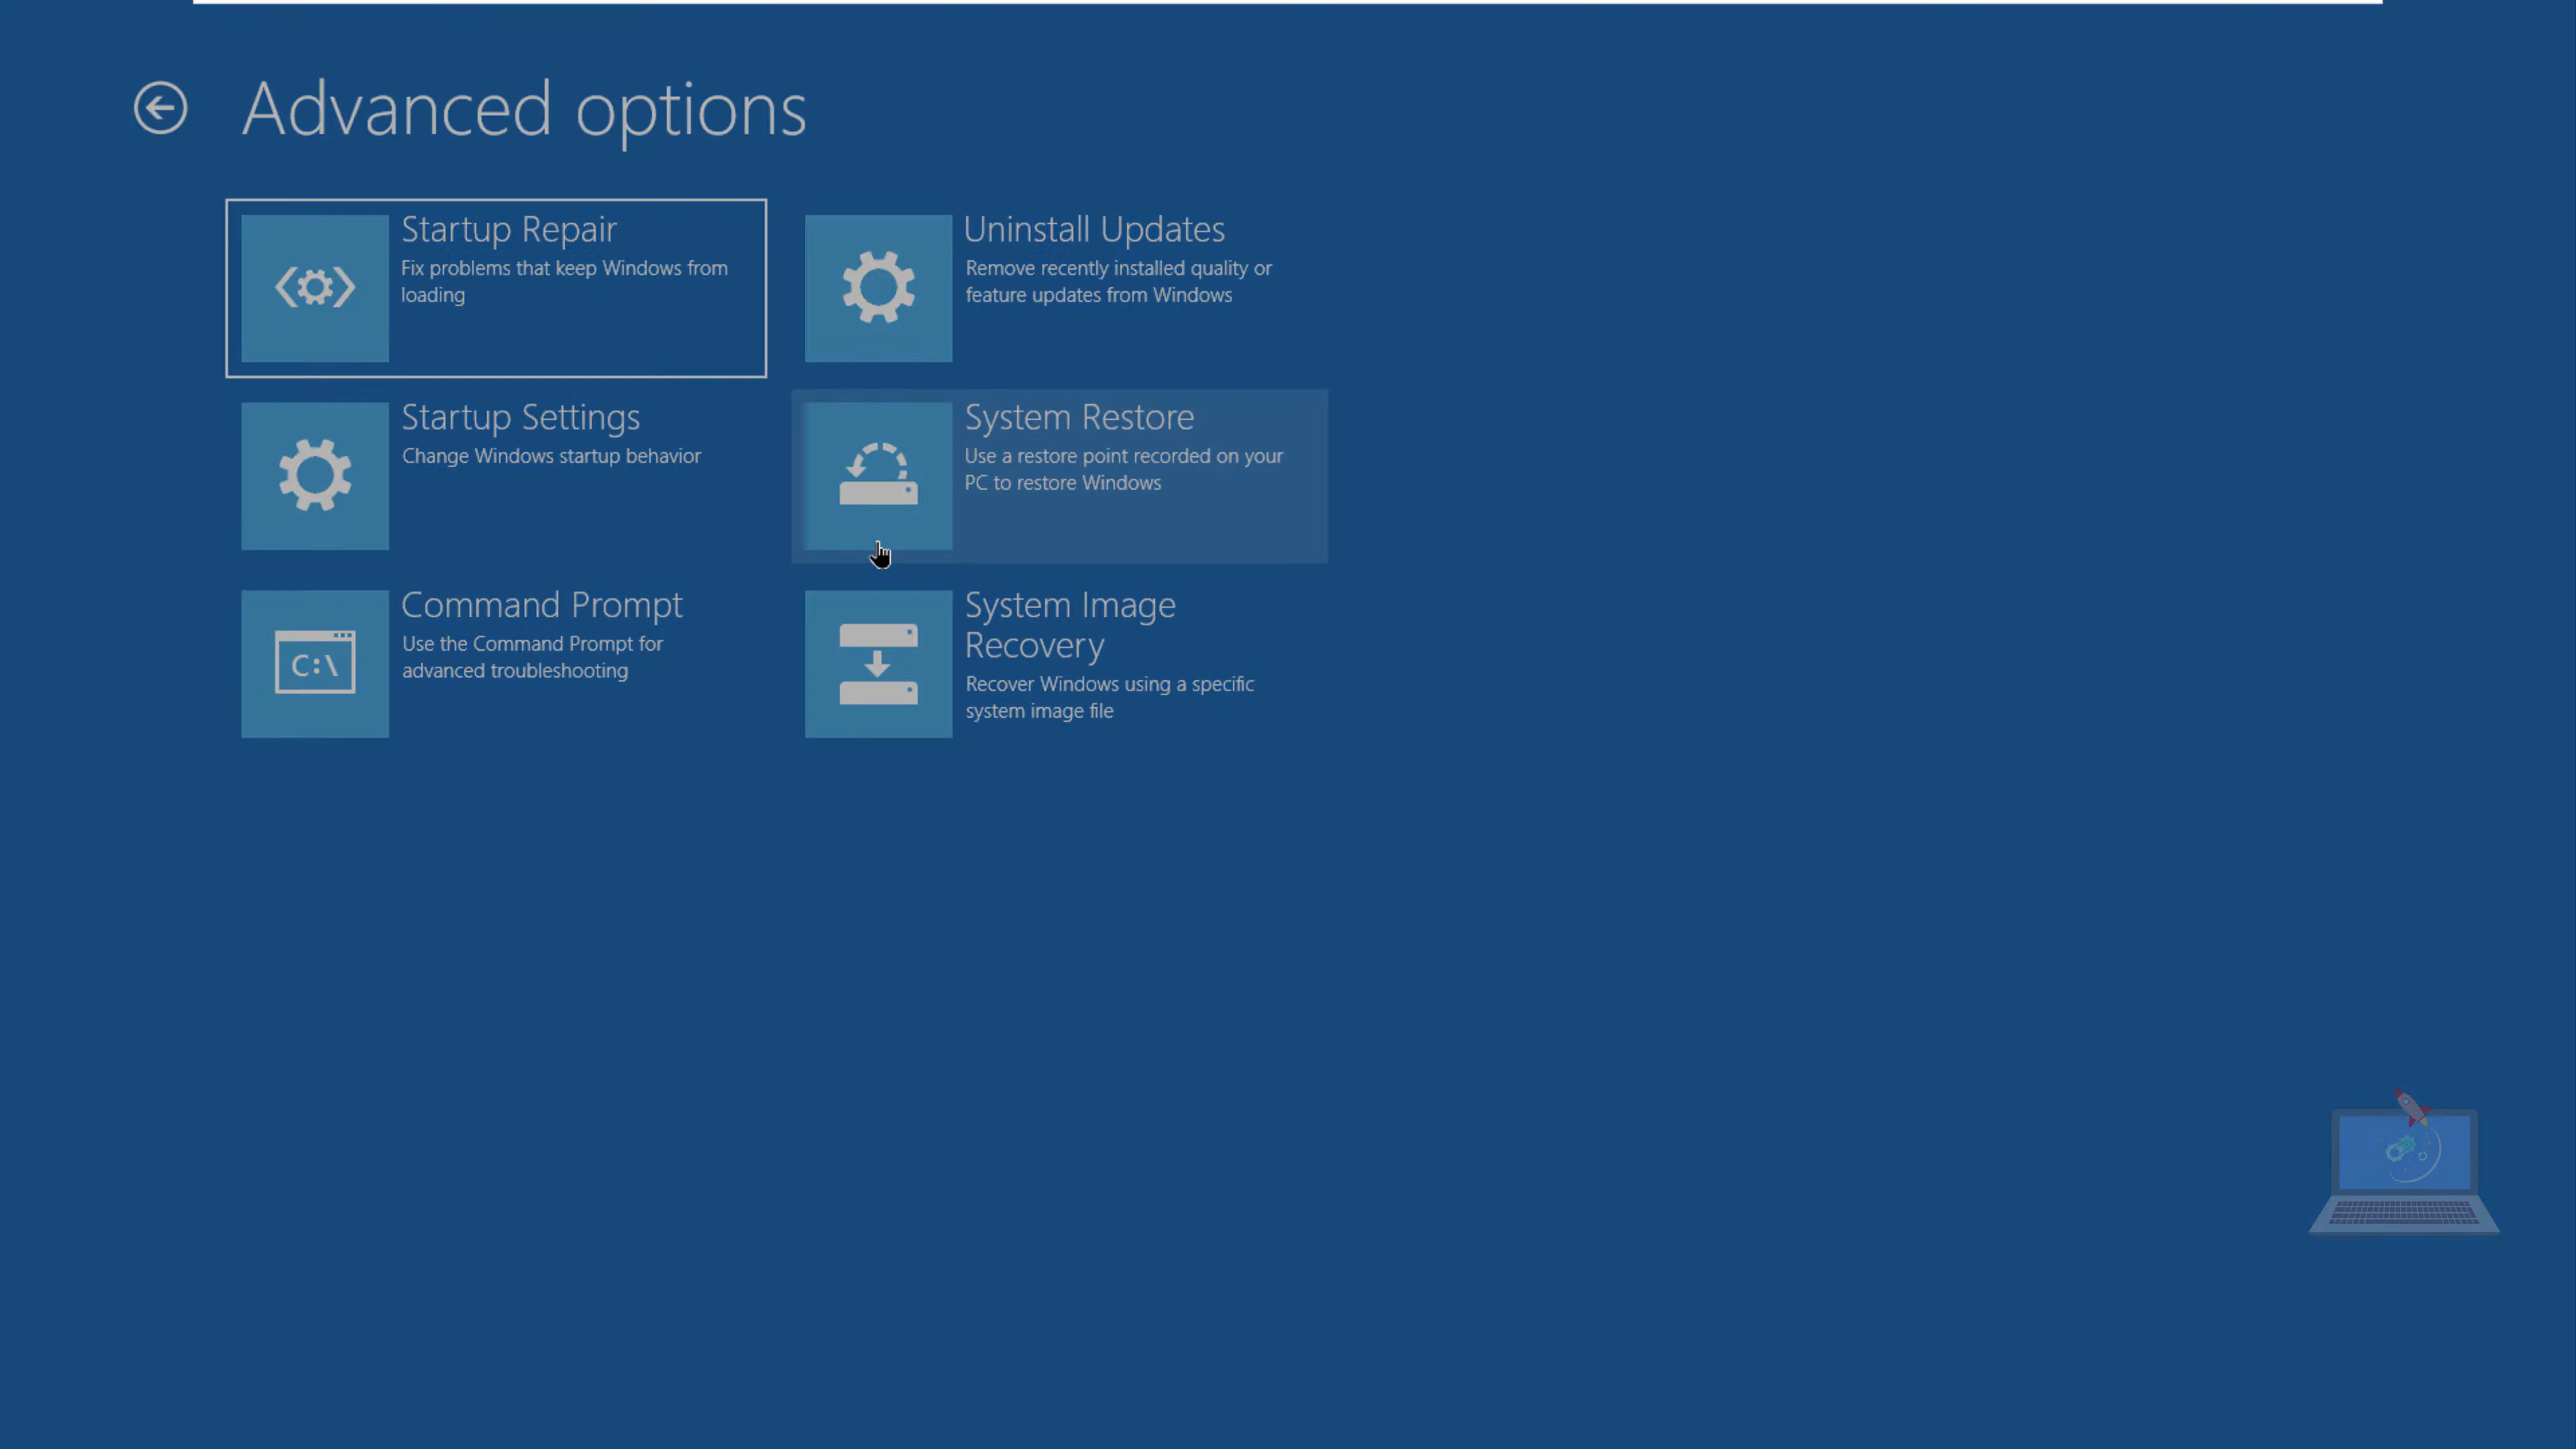 Advanced options
Startup Repair
Fix problems that keep Windows from
loading
Uninstall Updates
Remove recently installed quality or
feature updates from Windows
Startup Settings
Change Windows startup behavior
System Restore
Use a restore point recorded on your
PC to restore Windows
C:\
Command Prompt
Use the Command Prompt for
advanced troubleshooting
System Image
Recovery
Recover Windows using a specific
system image file